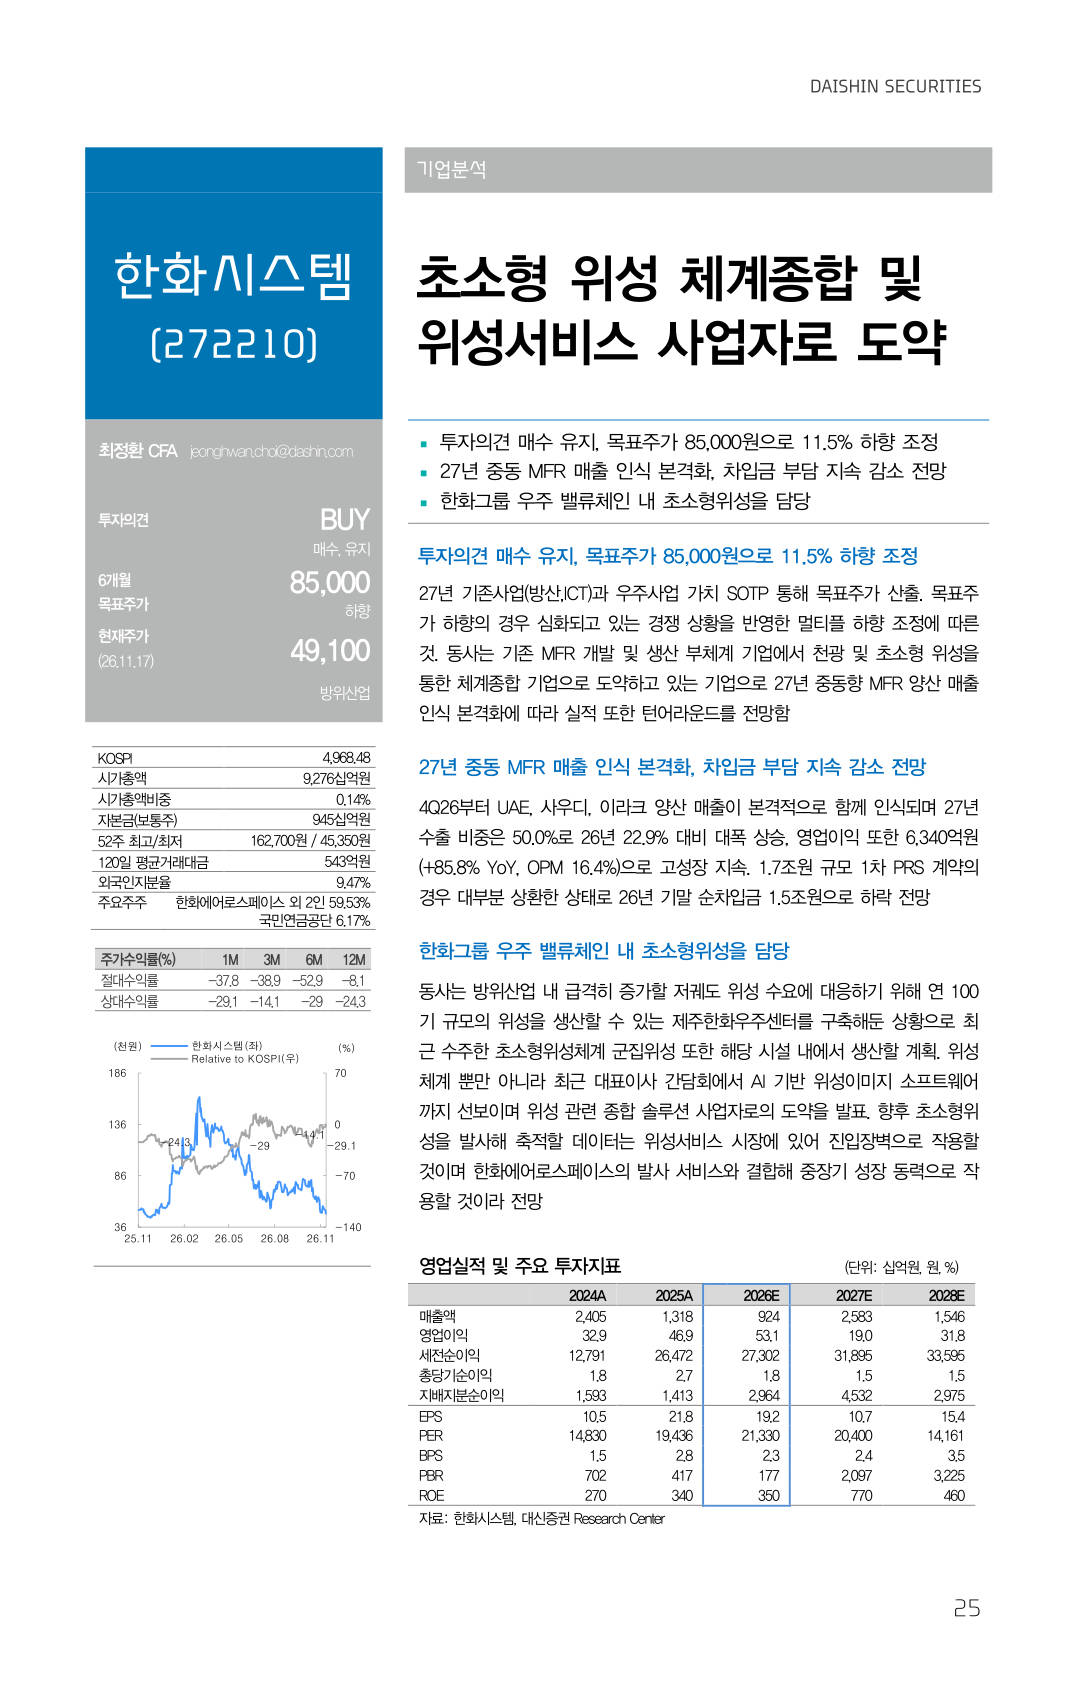 DAISHIN SECURITIES
기업분석
한화시스템
(272210)
초소형 위성 체계종합 및
위성서비스 사업자로 도약
최정환 CFA jeonghwan.choi@daishin.com
투자의견 BUY
매수, 유지
6개월
목표주가 85,000
하향
현재주가
(26.11.17) 49,100
방위산업
KOSPI 4,968.48
시가총액 9,276십억원
시가총액비중 0.14%
자본금(보통주) 945십억원
52주 최고/최저 162,700원 / 45,350원
120일 평균거래대금 543억원
외국인지분율 9.47%
주요주주 한화에어로스페이스 외 2인 59.53%
국민연금공단 6.17%
주가수익률(%) 1M 3M 6M 12M
절대수익률 -37.8 -38.9 -52.9 -8.1
상대수익률 -29.1 -14.1 -29 -24.3
(천원) 한화시스템(좌) (%)
Relative to KOSPI(우)
186 70
136 0
-24.3 -29 -14.1 -29.1
86 -70
36 -140
25.11 26.02 26.05 26.08 26.11
▪ 투자의견 매수 유지, 목표주가 85,000원으로 11.5% 하향 조정
▪ 27년 중동 MFR 매출 인식 본격화, 차입금 부담 지속 감소 전망
▪ 한화그룹 우주 밸류체인 내 초소형위성을 담당
투자의견 매수 유지, 목표주가 85,000원으로 11.5% 하향 조정
27년 기존사업(방산,ICT)과 우주사업 가치 SOTP 통해 목표주가 산출. 목표주
가 하향의 경우 심화되고 있는 경쟁 상황을 반영한 멀티플 하향 조정에 따른
것. 동사는 기존 MFR 개발 및 생산 부체계 기업에서 천광 및 초소형 위성을
통한 체계종합 기업으로 도약하고 있는 기업으로 27년 중동향 MFR 양산 매출
인식 본격화에 따라 실적 또한 턴어라운드를 전망함
27년 중동 MFR 매출 인식 본격화, 차입금 부담 지속 감소 전망
4Q26부터 UAE, 사우디, 이라크 양산 매출이 본격적으로 함께 인식되며 27년
수출 비중은 50.0%로 26년 22.9% 대비 대폭 상승, 영업이익 또한 6,340억원
(+85.8% YoY, OPM 16.4%)으로 고성장 지속. 1.7조원 규모 1차 PRS 계약의
경우 대부분 상환한 상태로 26년 기말 순차입금 1.5조원으로 하락 전망
한화그룹 우주 밸류체인 내 초소형위성을 담당
동사는 방위산업 내 급격히 증가할 저궤도 위성 수요에 대응하기 위해 연 100
기 규모의 위성을 생산할 수 있는 제주한화우주센터를 구축해둔 상황으로 최
근 수주한 초소형위성체계 군집위성 또한 해당 시설 내에서 생산할 계획. 위성
체계 뿐만 아니라 최근 대표이사 간담회에서 AI 기반 위성이미지 소프트웨어
까지 선보이며 위성 관련 종합 솔루션 사업자로의 도약을 발표. 향후 초소형위
성을 발사해 축적할 데이터는 위성서비스 시장에 있어 진입장벽으로 작용할
것이며 한화에어로스페이스의 발사 서비스와 결합해 중장기 성장 동력으로 작
용할 것이라 전망
영업실적 및 주요 투자지표 (단위: 십억원, 원, %)
2024A 2025A 2026E 2027E 2028E
매출액 2,405 1,318 924 2,583 1,546
영업이익 32.9 46.9 53.1 19.0 31.8
세전순이익 12,791 26,472 27,302 31,895 33,595
총당기순이익 1.8 2.7 1.8 1.5 1.5
지배지분순이익 1,593 1,413 2,964 4,532 2,975
EPS 10.5 21.8 19.2 10.7 15.4
PER 14,830 19,436 21,330 20,400 14,161
BPS 1.5 2.8 2.3 2.4 3.5
PBR 702 417 177 2,097 3,225
ROE 270 340 350 770 460
자료: 한화시스템, 대신증권 Research Center
25